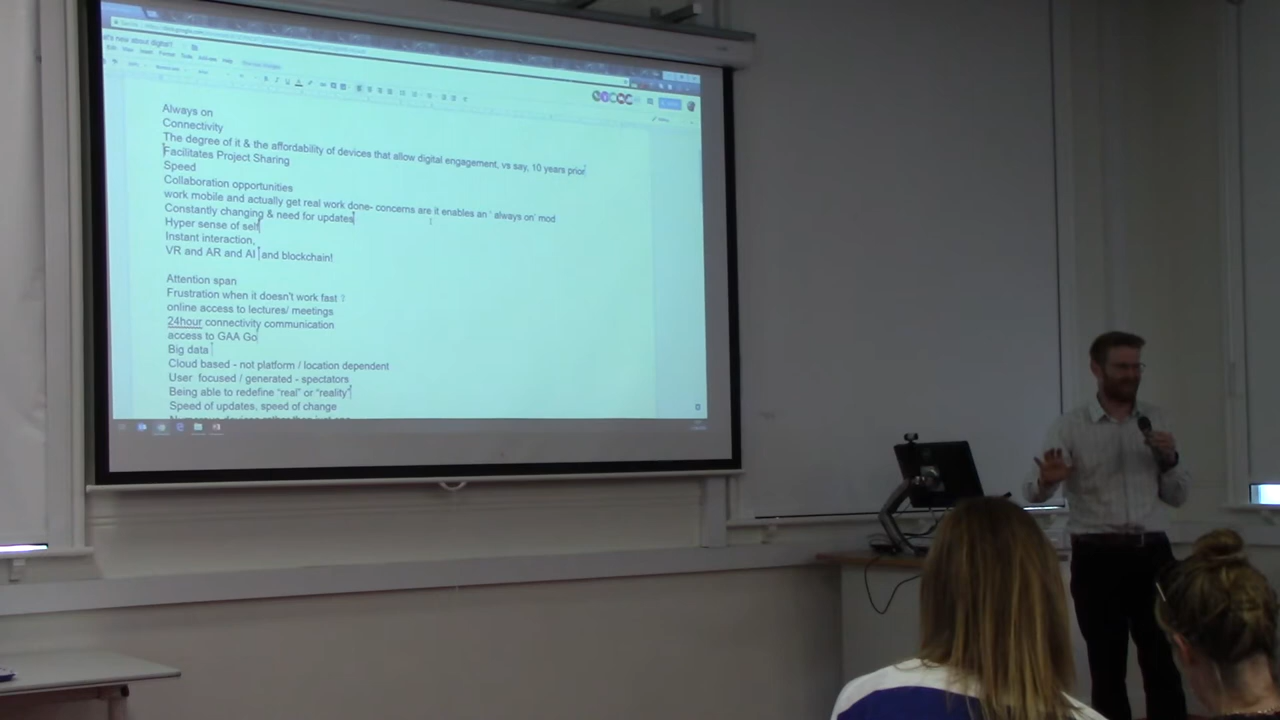 what's new about digital?
Always on
Connectivity
The degree of it & the affordability of devices that allow digital engagement, vs say, 10 years prior
Facilitates Project Sharing
Speed
Collaboration opportunities
work mobile and actually get real work done- concerns are it enables an ' always on' mod
Constantly changing & need for updates
Hyper sense of self
Instant interaction,
VR and AR and AI and blockchain!
Attention span
Frustration when it doesn't work fast ?
online access to lectures/ meetings
24hour connectivity communication
access to GAA Go
Big data
Cloud based - not platform / location dependent
User focused / generated - spectators
Being able to redefine "real" or "reality"
Speed of updates, speed of change